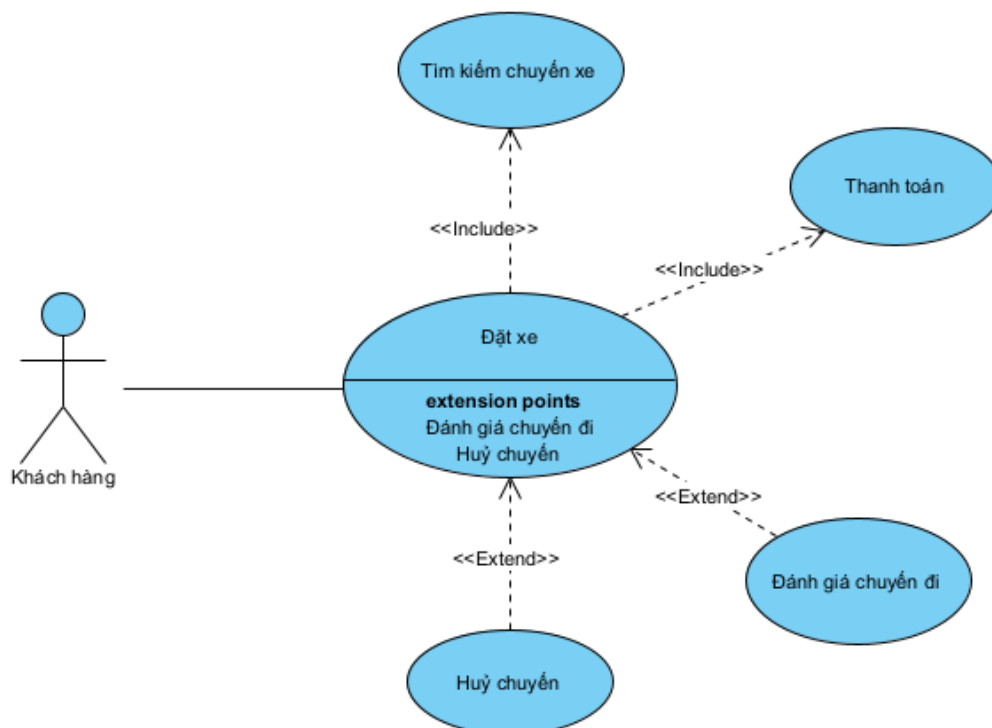 Tìm kiếm chuyến xe
Thanh toán
<<Include>>
<<Include>>
Đặt xe
extension points
Đánh giá chuyến đi
Huỷ chuyến
Khách hàng
<<Extend>>
<<Extend>>
Đánh giá chuyến đi
Huỷ chuyến